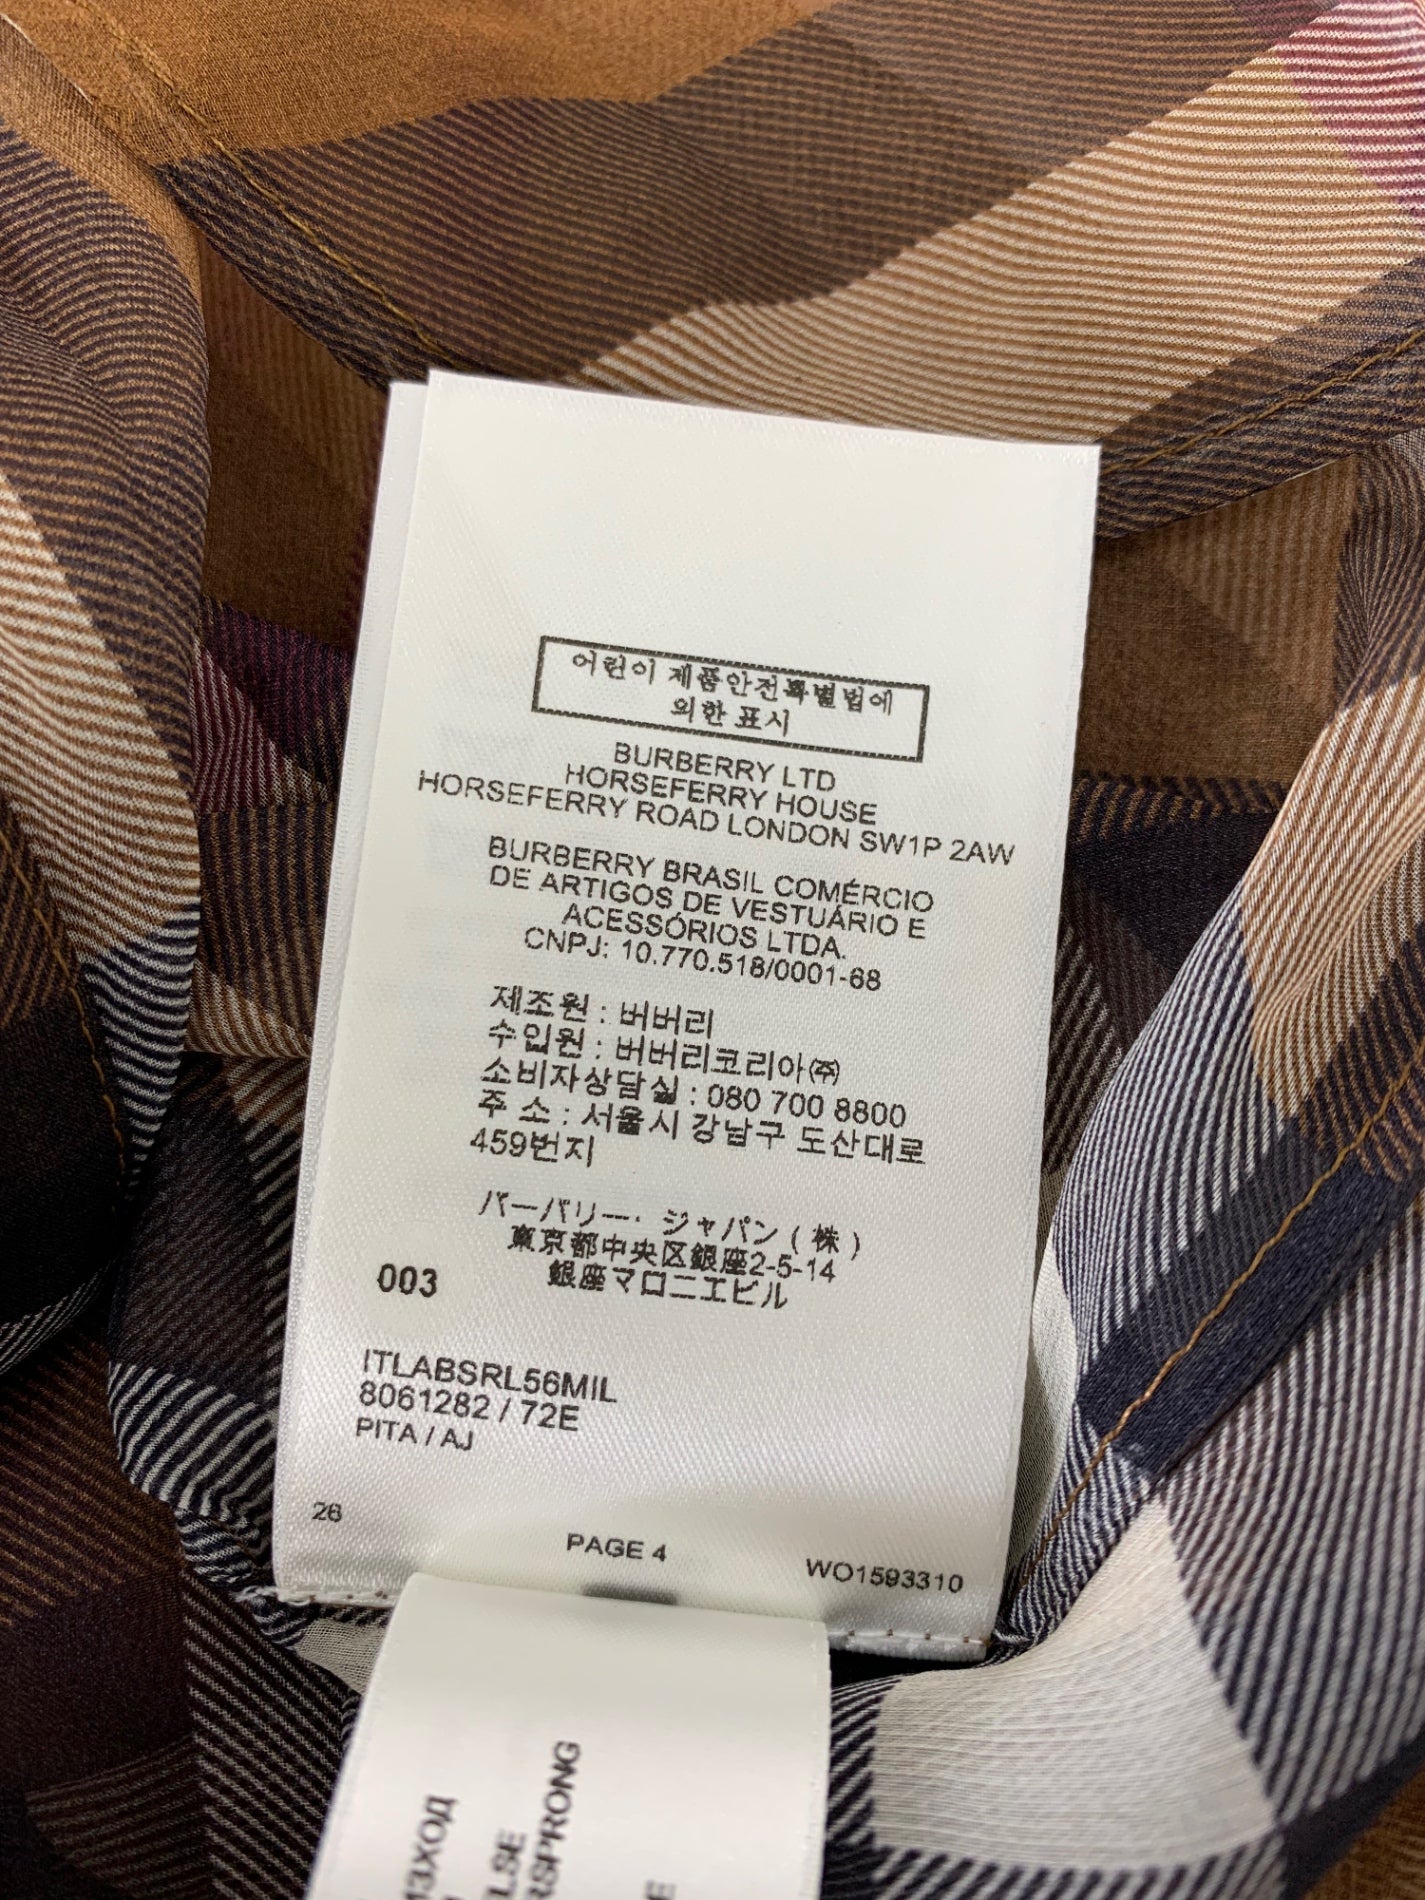 어린이 제품안전특별법에
의한 표시
BURBERRY LTD
HORSEFERRY HOUSE
HORSEFERRY ROAD LONDON SW1P 2AW
BURBERRY BRASIL COMÉRCIO
DE ARTIGOS DE VESTUÁRIO E
ACESSÓRIOS LTDA.
CNPJ: 10.770.518/0001-68
제조원 : 버버리
수입원 : 버버리코리아㈜
소비자상담실 : 080 700 8800
주 소 : 서울시 강남구 도산대로
459번지
バーバリー・ジャパン(株)
東京都中央区銀座2-5-14
銀座マロニエビル
003
ITLABSRL56MIL
8061282 / 72E
PITA / AJ
26
PAGE 4
WO1593310